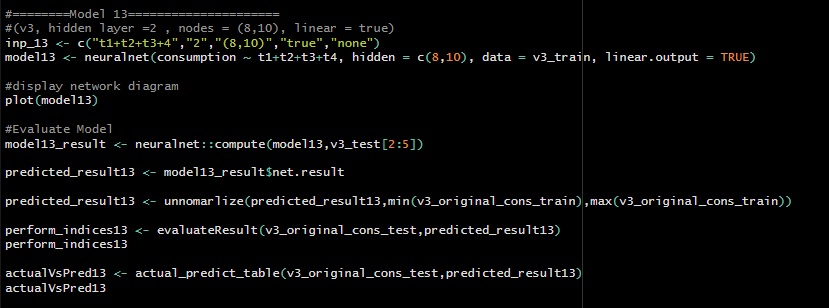 #========Model 13=====================
#(v3, hidden layer =2 , nodes = (8,10), linear = true)
inp_13 <- c("t1+t2+t3+4","2","(8,10)","true","none")
model13 <- neuralnet(consumption ~ t1+t2+t3+t4, hidden = c(8,10), data = v3_train, linear.output = TRUE)
#display network diagram
plot(model13)
#Evaluate Model
model13_result <- neuralnet::compute(model13,v3_test[2:5])
predicted_result13 <- model13_result$net.result
predicted_result13 <- unnomarlize(predicted_result13,min(v3_original_cons_train),max(v3_original_cons_train))
perform_indices13 <- evaluateResult(v3_original_cons_test,predicted_result13)
perform_indices13
actualVsPred13 <- actual_predict_table(v3_original_cons_test,predicted_result13)
actualVsPred13